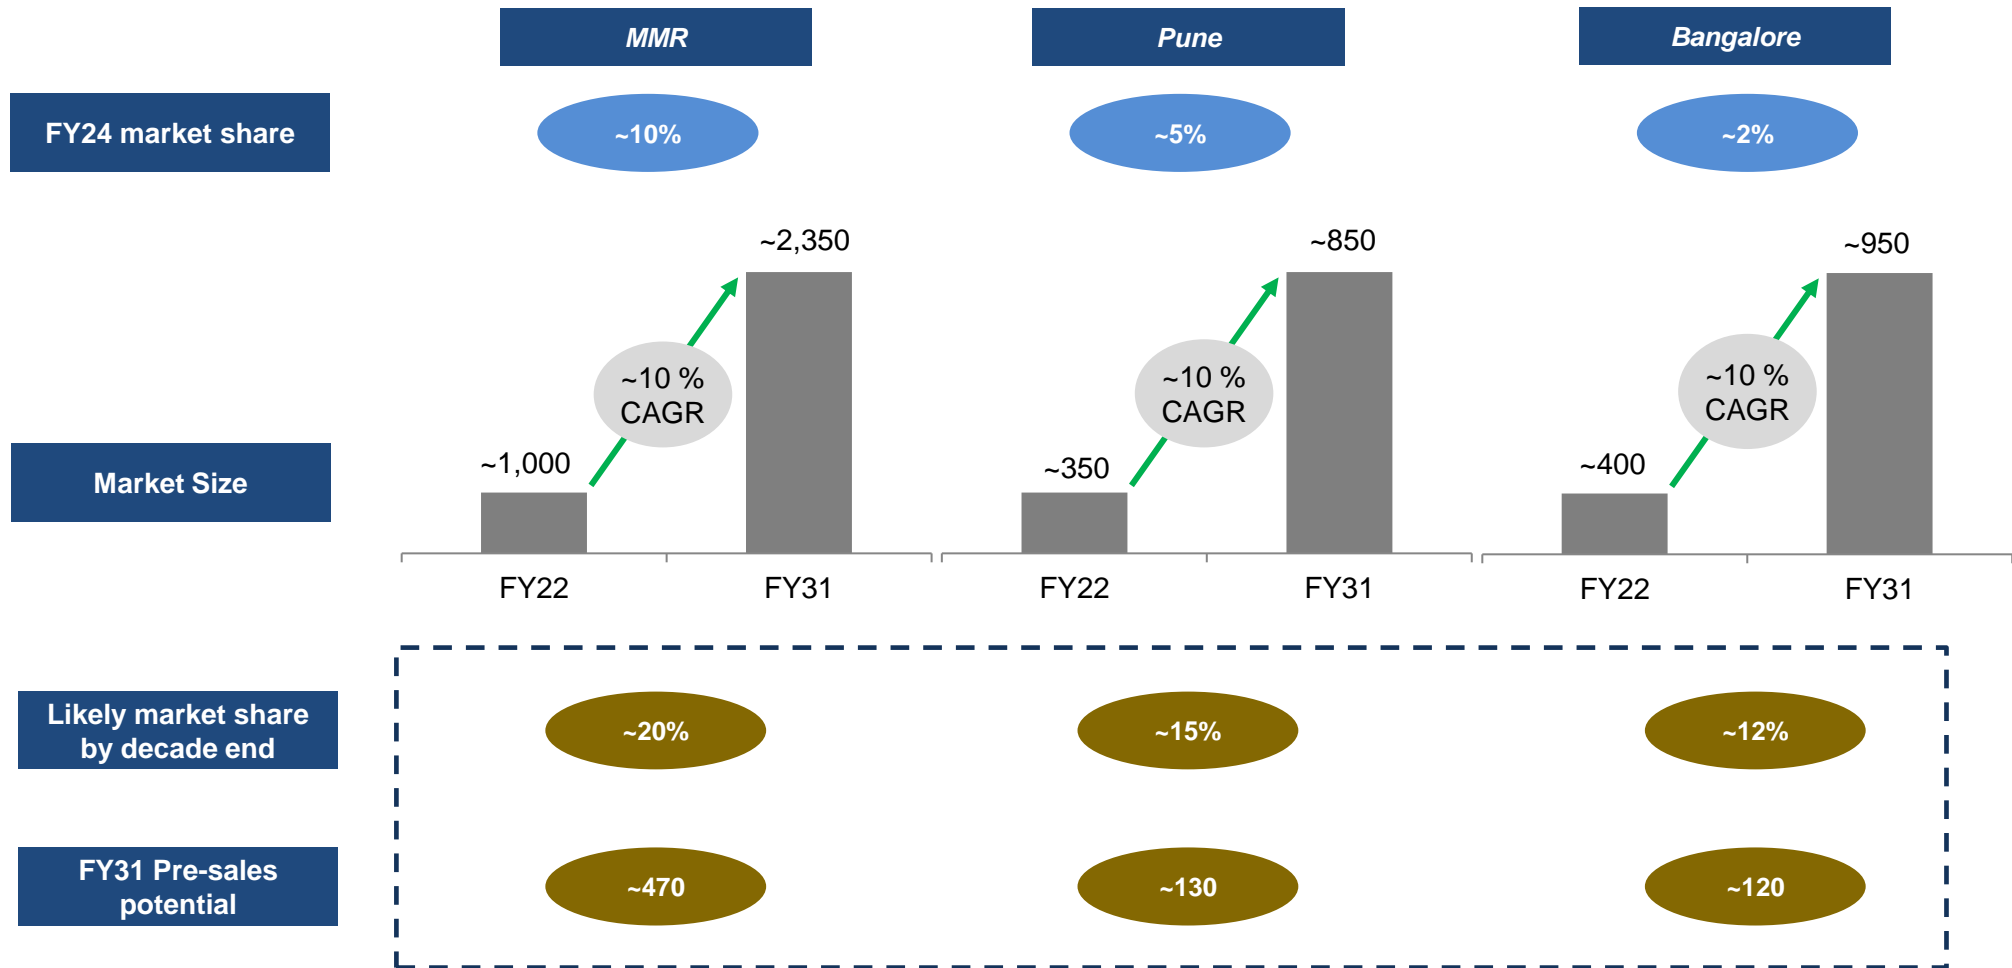 MMR
Pune
Bangalore
FY24 market share
~10%
~5%
~2%
~2,350
~850
~950
~10 %
CAGR
~10 %
CAGR
~10 %
CAGR
Market Size
~1,000
~350
~400
FY22
FY31
FY22
FY31
FY22
FY31
Likely market share
by decade end
~20%
~15%
~12%
FY31 Pre-sales
potential
~470
~130
~120